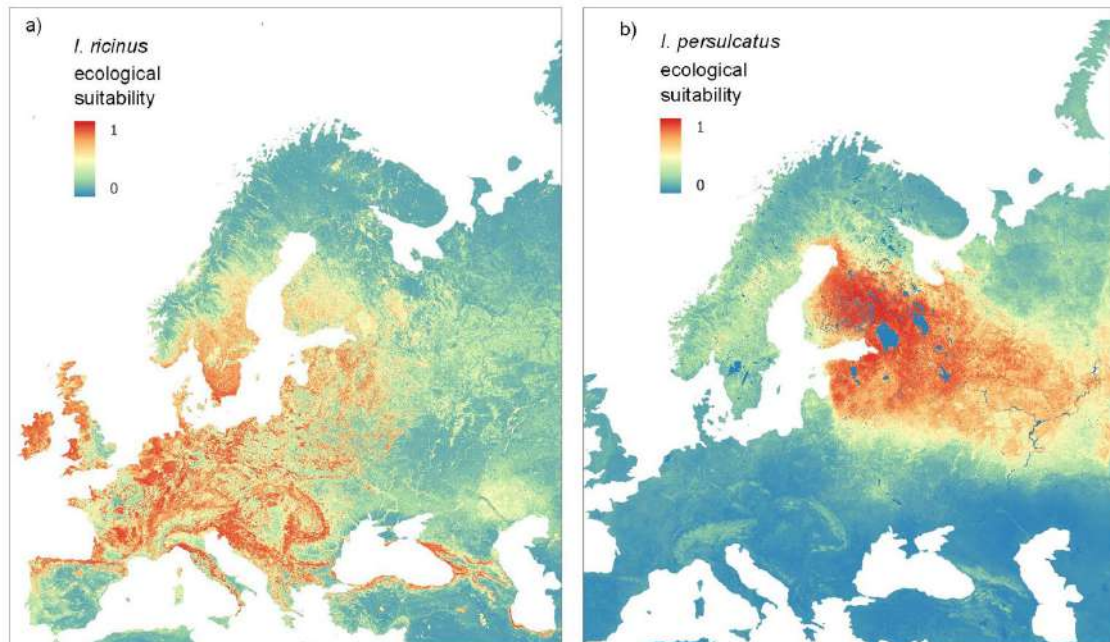 a)
I. ricinus
ecological
suitability
1
0
b)
I. persulcatus
ecological
suitability
1
0